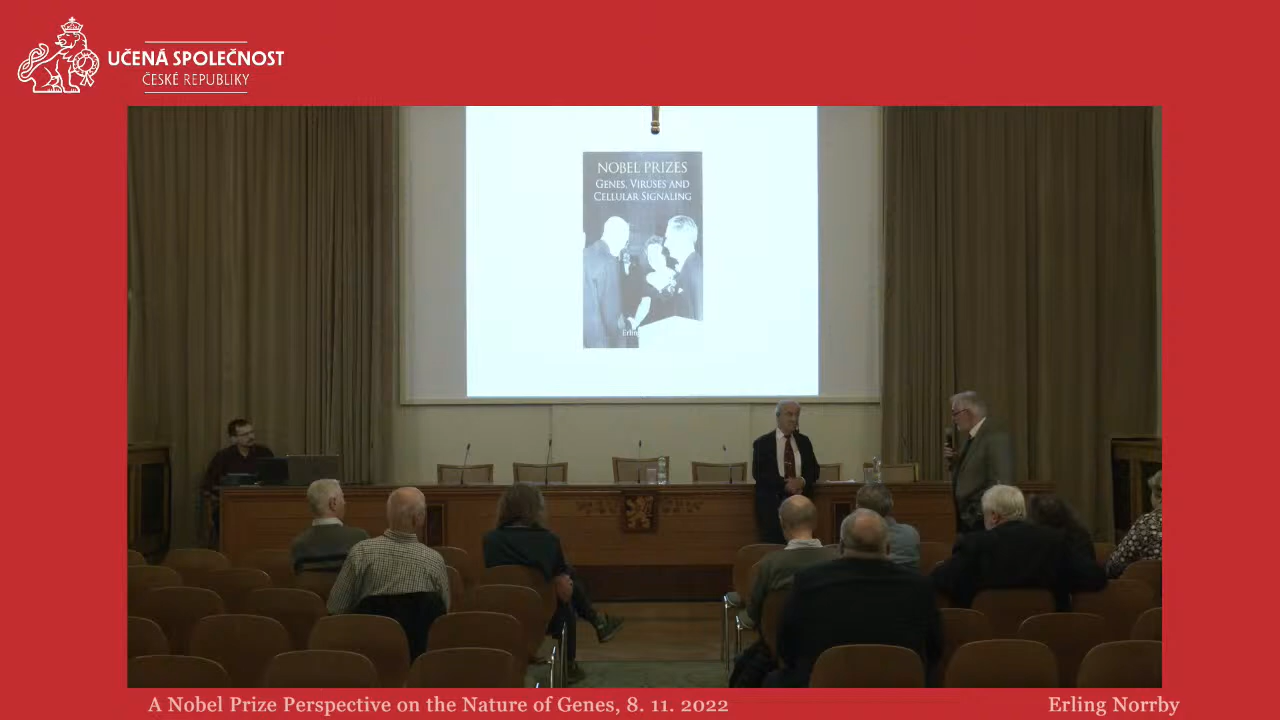 UČENÁ SPOLEČNOST
ČESKÉ REPUBLIKY
NOBEL PRIZES
GENES, VIRUSES AND
CELLULAR SIGNALING
A Nobel Prize Perspective on the Nature of Genes, 8. 11. 2022
Erling Norrby